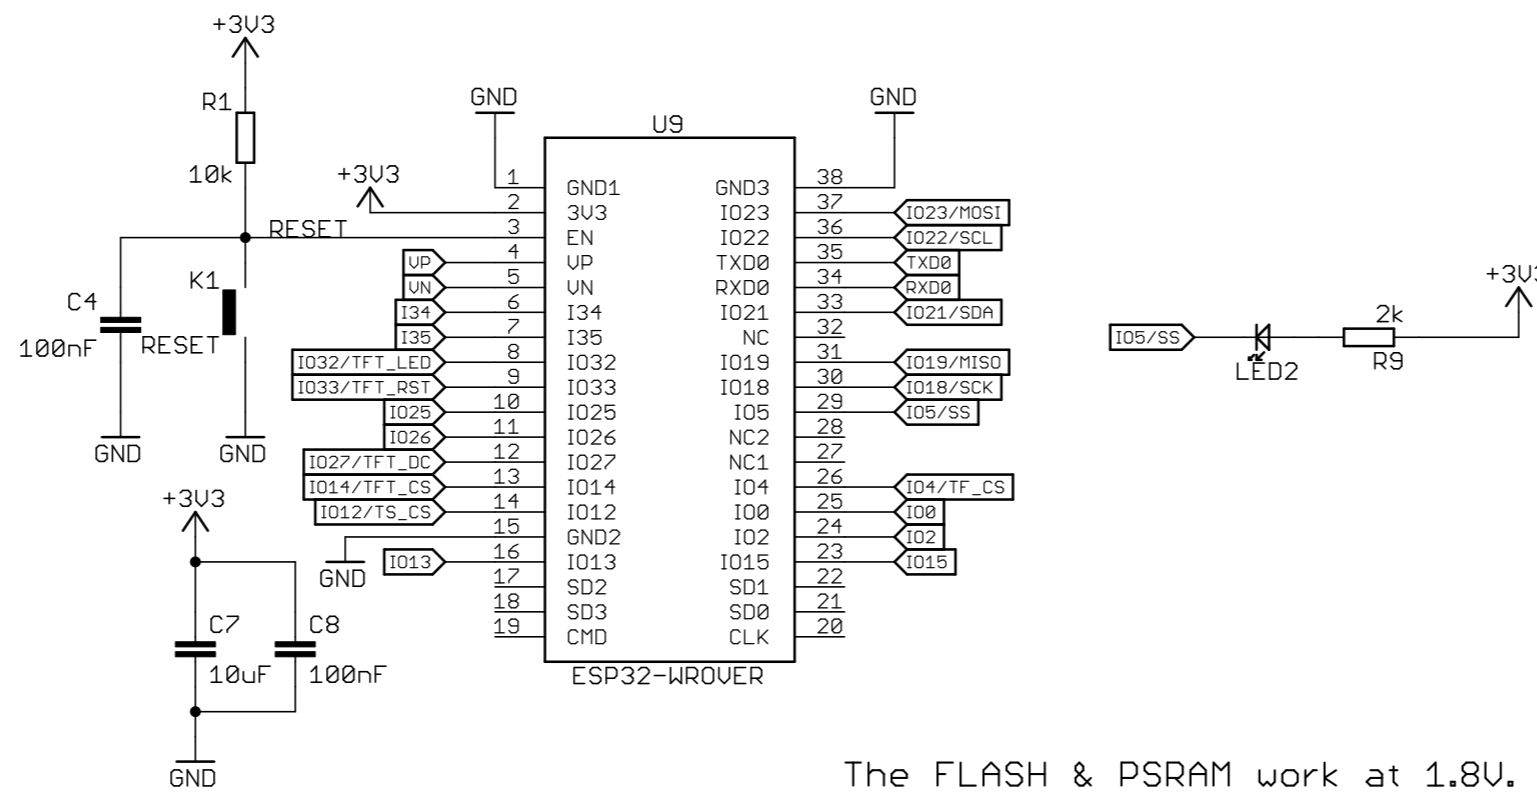 +3V3
R1
10k
GND
GND
U9
+3V3
RESET
K1
RESET
C4
100nF
GND
GND
1 GND1 GND3 38
2 3V3 IO23 37 IO23/MOSI
3 EN IO22 36 IO22/SCL
VP 4 VP TXD0 35 TXD0
VN 5 VN RXD0 34 RXD0
I34 6 I34 IO21 33 IO21/SDA
I35 7 I35 NC 32
IO32/TFT_LED 8 IO32 IO19 31 IO19/MISO
IO33/TFT_RST 9 IO33 IO18 30 IO18/SCK
IO25 10 IO25 IO5 29 IO5/SS
IO26 11 IO26 NC2 28
IO27/TFT_DC 12 IO27 NC1 27
IO14/TFT_CS 13 IO14 IO4 26 IO4/TF_CS
IO12/TS_CS 14 IO12 IO0 25 IO0
15 GND2 IO2 24 IO2
GND
IO13 16 IO13 IO15 23 IO15
17 SD2 SD1 22
18 SD3 SD0 21
19 CMD CLK 20
ESP32-WROVER
+3V3
C7
10uF
C8
100nF
GND
+3V3
IO5/SS
LED2
2k
R9
The FLASH & PSRAM work at 1.8V.